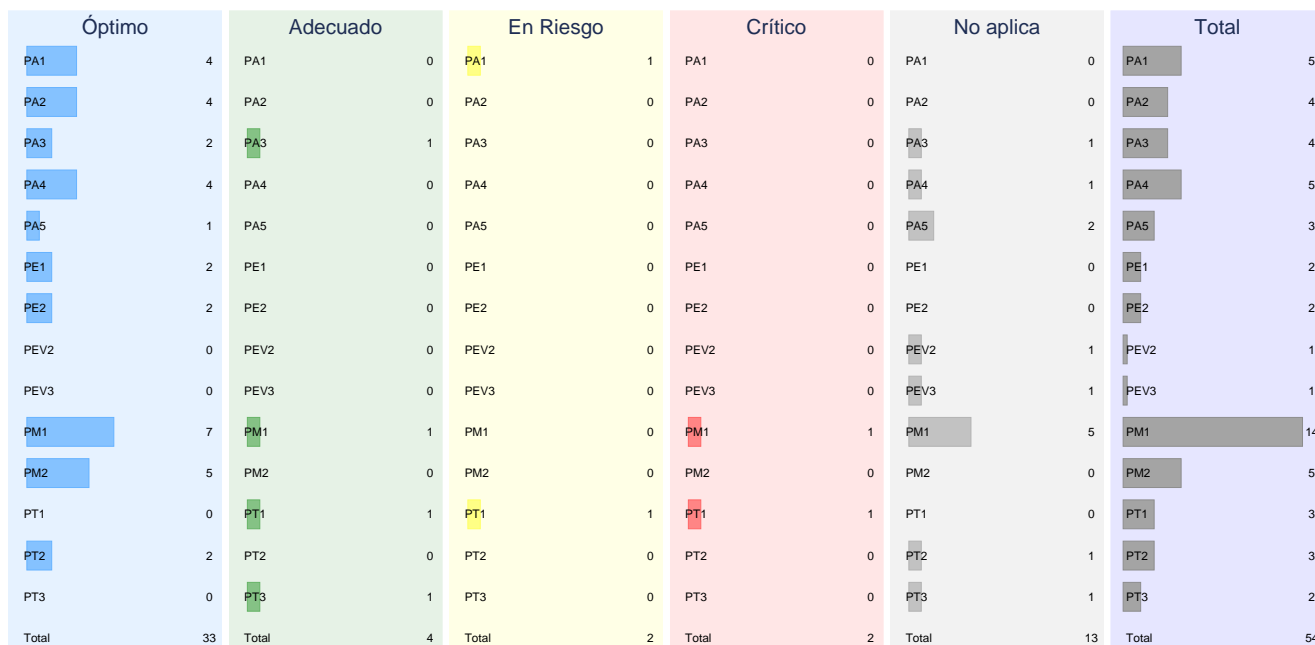 Óptimo Adecuado En Riesgo Crítico No aplica Total
PA1 4 PA1 0 PA1 1 PA1 0 PA1 0 PA1 5
PA2 4 PA2 0 PA2 0 PA2 0 PA2 0 PA2 4
PA3 2 PA3 1 PA3 0 PA3 0 PA3 1 PA3 4
PA4 4 PA4 0 PA4 0 PA4 0 PA4 1 PA4 5
PA5 1 PA5 0 PA5 0 PA5 0 PA5 2 PA5 3
PE1 2 PE1 0 PE1 0 PE1 0 PE1 0 PE1 2
PE2 2 PE2 0 PE2 0 PE2 0 PE2 0 PE2 2
PEV2 0 PEV2 0 PEV2 0 PEV2 0 PEV2 1 PEV2 1
PEV3 0 PEV3 0 PEV3 0 PEV3 0 PEV3 1 PEV3 1
PM1 7 PM1 1 PM1 0 PM1 1 PM1 5 PM1 14
PM2 5 PM2 0 PM2 0 PM2 0 PM2 0 PM2 5
PT1 0 PT1 1 PT1 1 PT1 1 PT1 0 PT1 3
PT2 2 PT2 0 PT2 0 PT2 0 PT2 1 PT2 3
PT3 0 PT3 1 PT3 0 PT3 0 PT3 1 PT3 2
Total 33 Total 4 Total 2 Total 2 Total 13 Total 54